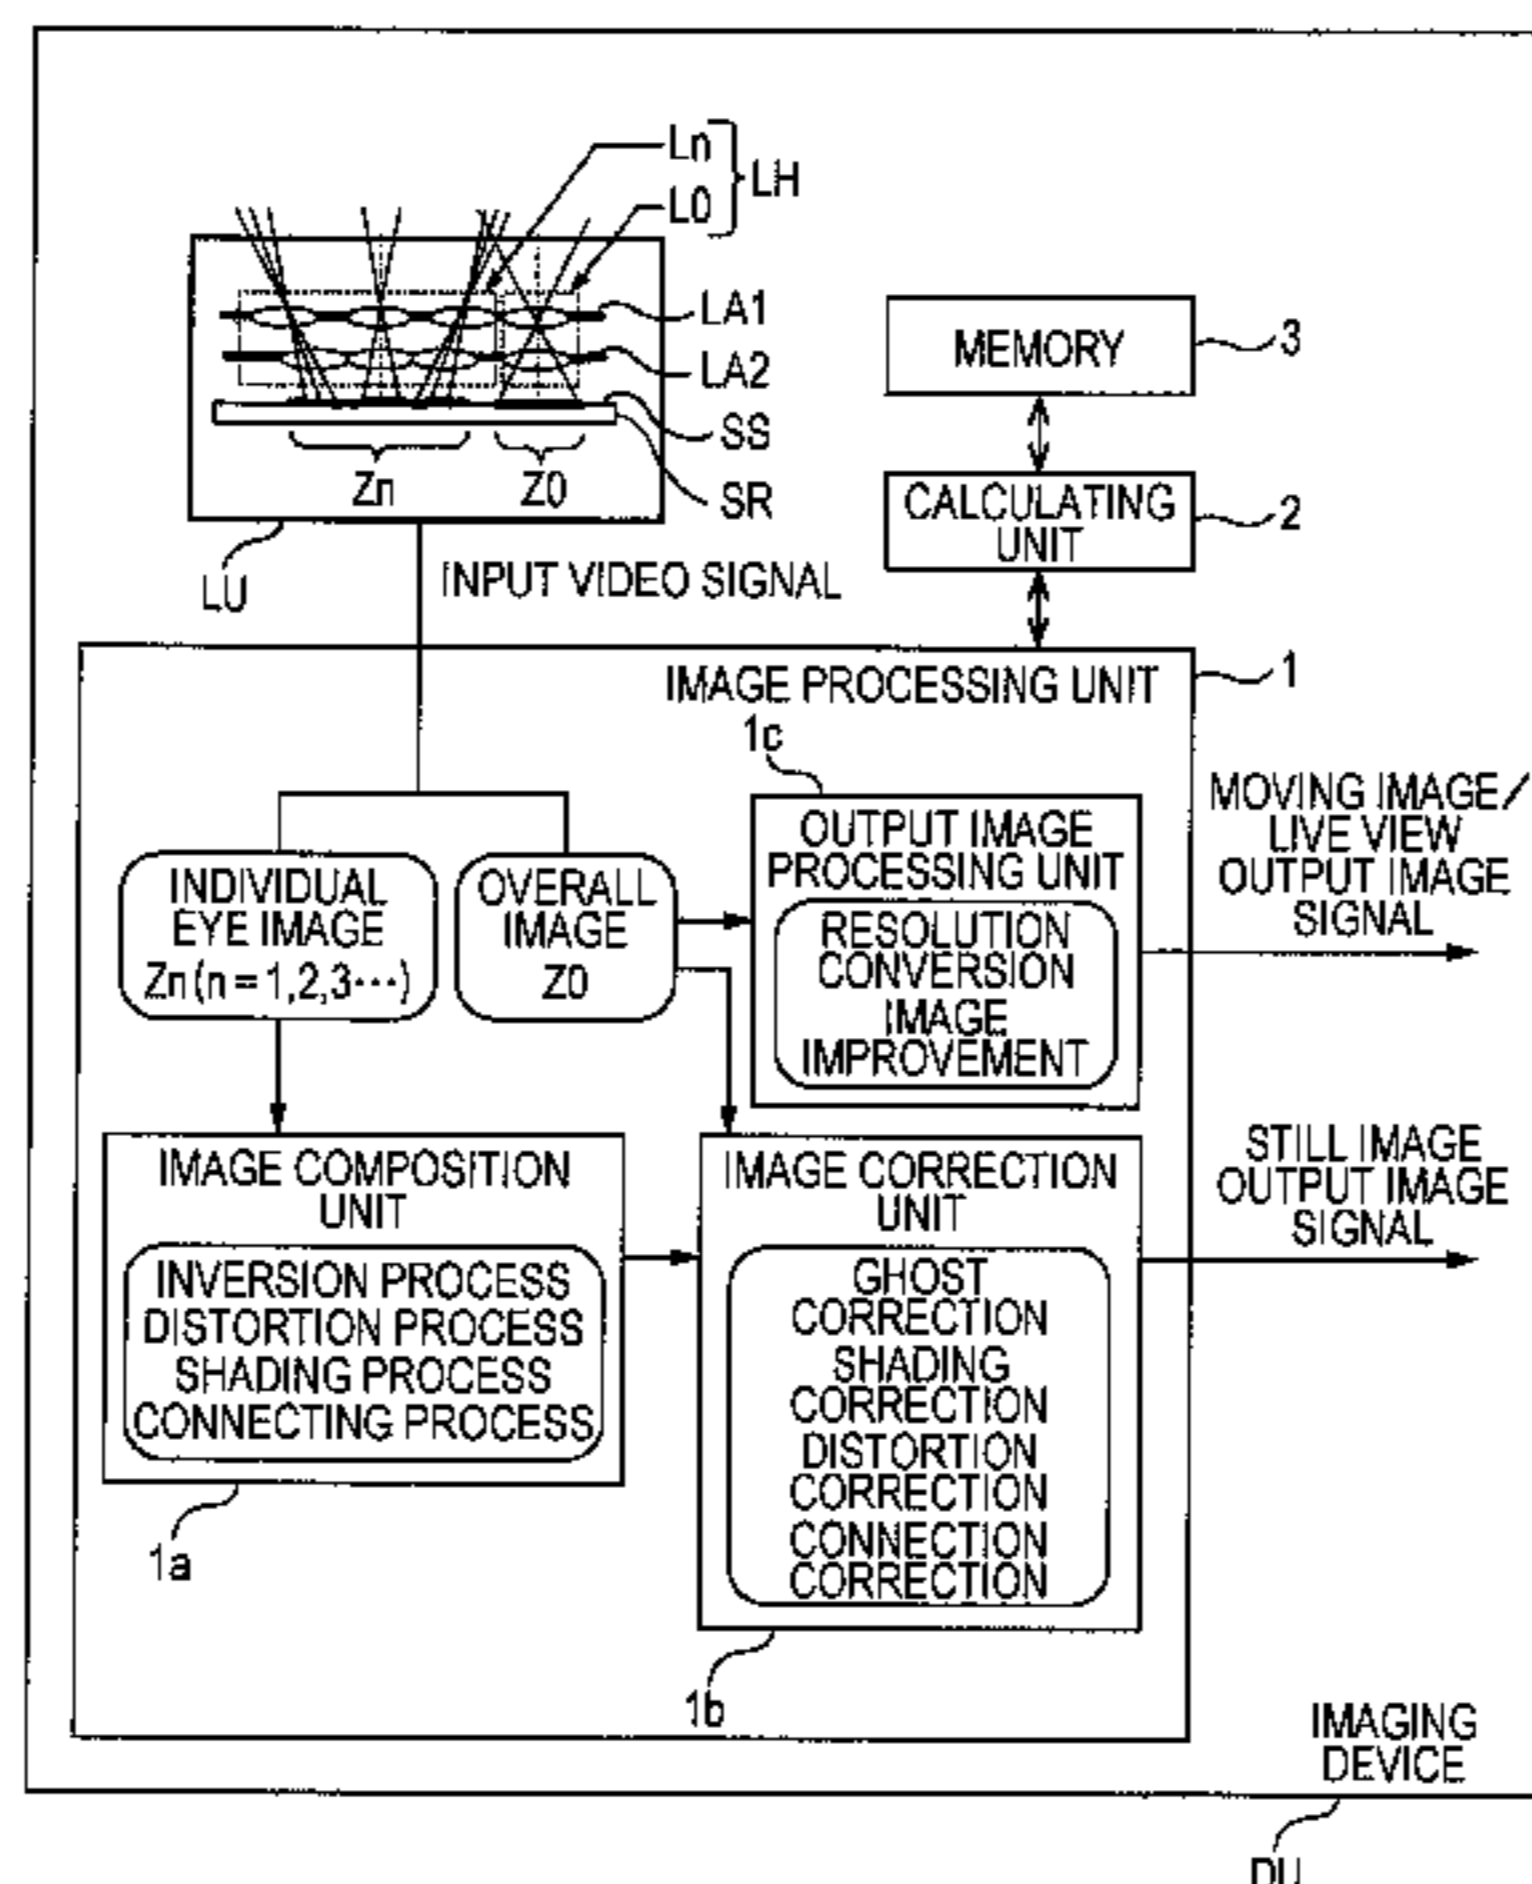 Ln
LH
L0
LA1
LA2
SS
SR
Zn
Z0
LU
INPUT VIDEO SIGNAL
MEMORY
3
CALCULATING
UNIT
2
IMAGE PROCESSING UNIT
1
1c
OUTPUT IMAGE
PROCESSING UNIT
RESOLUTION
CONVERSION
IMAGE
IMPROVEMENT
MOVING IMAGE/
LIVE VIEW
OUTPUT IMAGE
SIGNAL
INDIVIDUAL
EYE IMAGE
Zn(n=1,2,3⋯)
OVERALL
IMAGE
Z0
IMAGE COMPOSITION
UNIT
INVERSION PROCESS
DISTORTION PROCESS
SHADING PROCESS
CONNECTING PROCESS
1a
IMAGE CORRECTION
UNIT
GHOST
CORRECTION
SHADING
CORRECTION
DISTORTION
CORRECTION
CONNECTION
CORRECTION
1b
STILL IMAGE
OUTPUT IMAGE
SIGNAL
IMAGING
DEVICE
DU